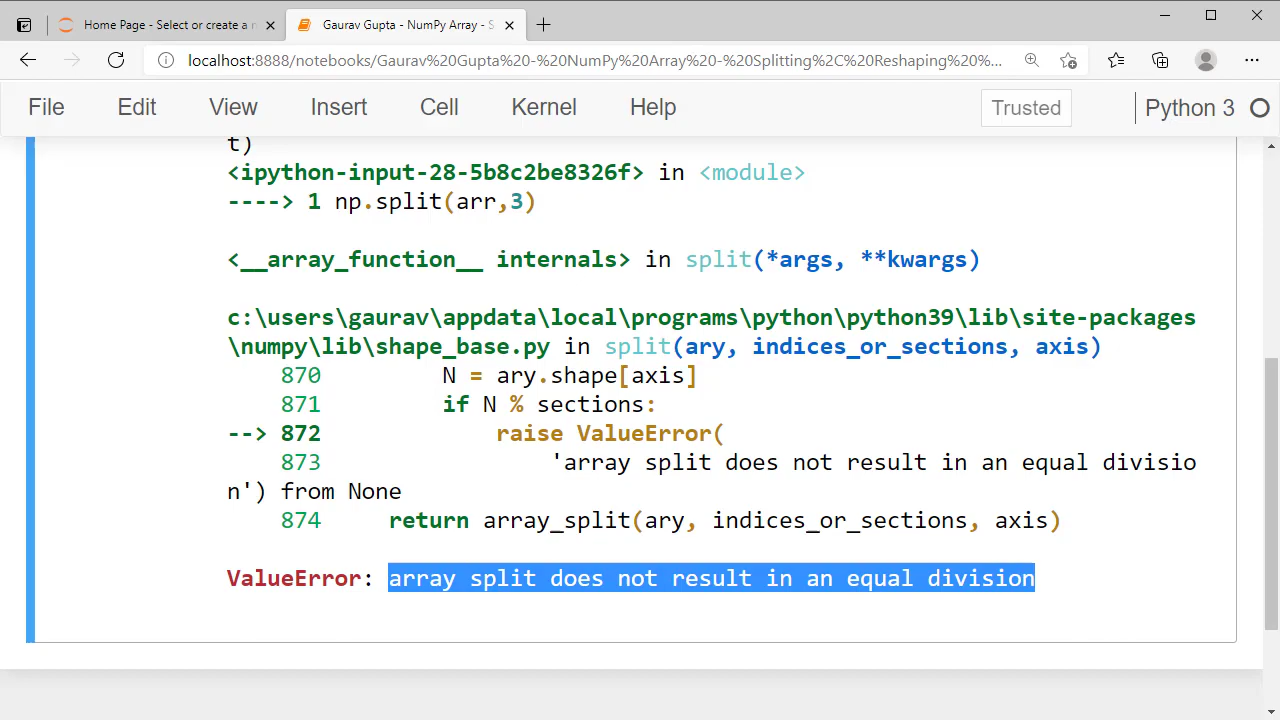 Home Page - Select or create a n
Gaurav Gupta - NumPy Array - S
localhost:8888/notebooks/Gaurav%20Gupta%20-%20NumPy%20Array%20-%20Splitting%2C%20Reshaping%20%...
File Edit View Insert Cell Kernel Help Trusted Python 3
t)
<ipython-input-28-5b8c2be8326f> in <module>
----> 1 np.split(arr,3)
<__array_function__ internals> in split(*args, **kwargs)
c:\users\gaurav\appdata\local\programs\python\python39\lib\site-packages
\numpy\lib\shape_base.py in split(ary, indices_or_sections, axis)
870 N = ary.shape[axis]
871 if N % sections:
--> 872 raise ValueError(
873 'array split does not result in an equal divisio
n') from None
874 return array_split(ary, indices_or_sections, axis)
ValueError: array split does not result in an equal division